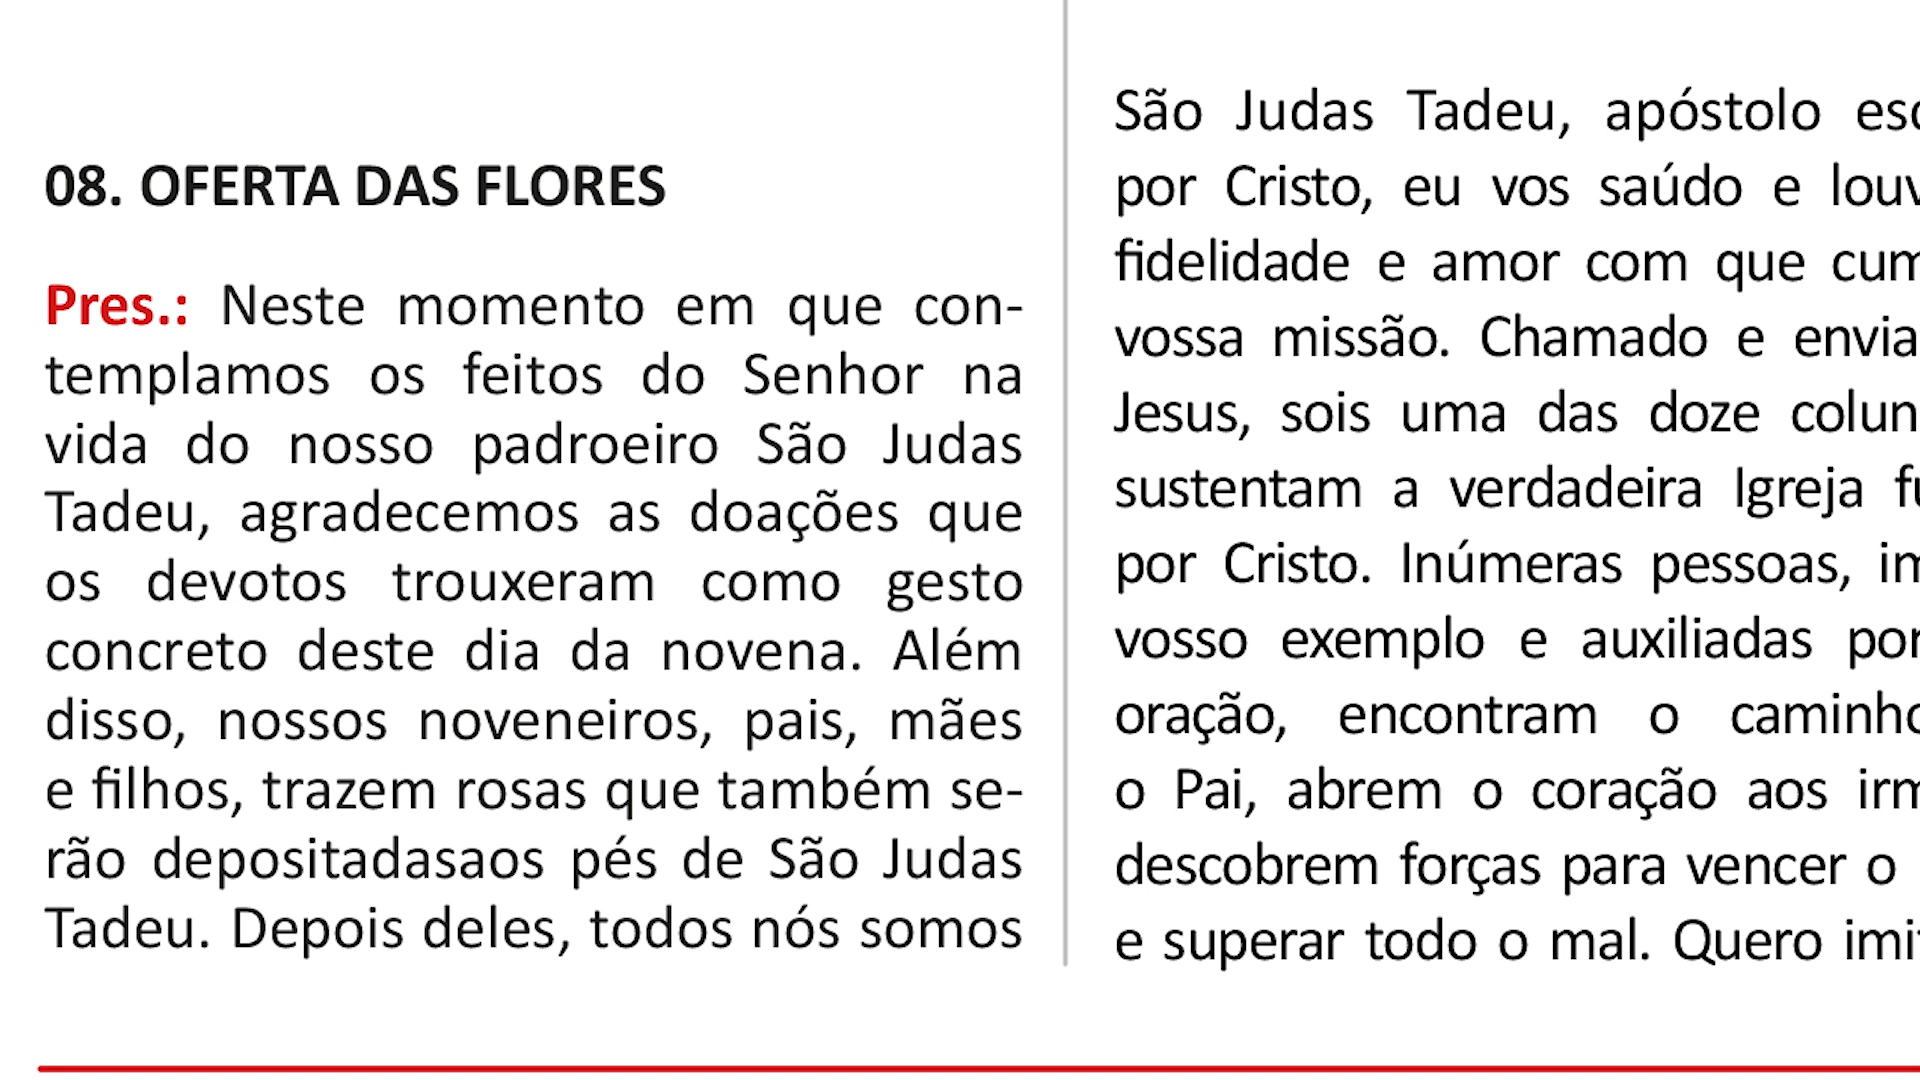 08. OFERTA DAS FLORES
Pres.: Neste momento em que con-
templamos os feitos do Senhor na
vida do nosso padroeiro São Judas
Tadeu, agradecemos as doações que
os devotos trouxeram como gesto
concreto deste dia da novena. Além
disso, nossos noveneiros, pais, mães
e filhos, trazem rosas que também se-
rão depositadasaos pés de São Judas
Tadeu. Depois deles, todos nós somos
São Judas Tadeu, apóstolo
por Cristo, eu vos saúdo e
fidelidade e amor com que
vossa missão. Chamado e
Jesus, sois uma das doze
sustentam a verdadeira Igreja
por Cristo. Inúmeras pessoas,
vosso exemplo e auxiliadas por
oração, encontram o caminho
o Pai, abrem o coração aos
descobrem forças para vencer o
e superar todo o mal. Quero